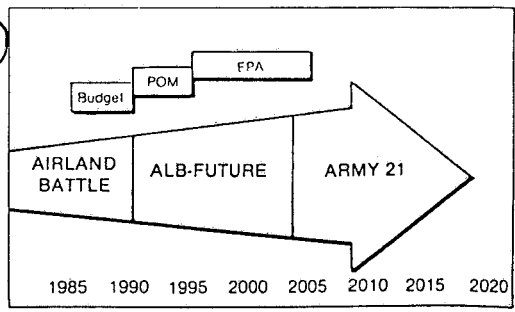 EPA
POM
Budget
AIRLAND
BATTLE
ALB-FUTURE
ARMY 21
1985 1990 1995 2000 2005 2010 2015 2020